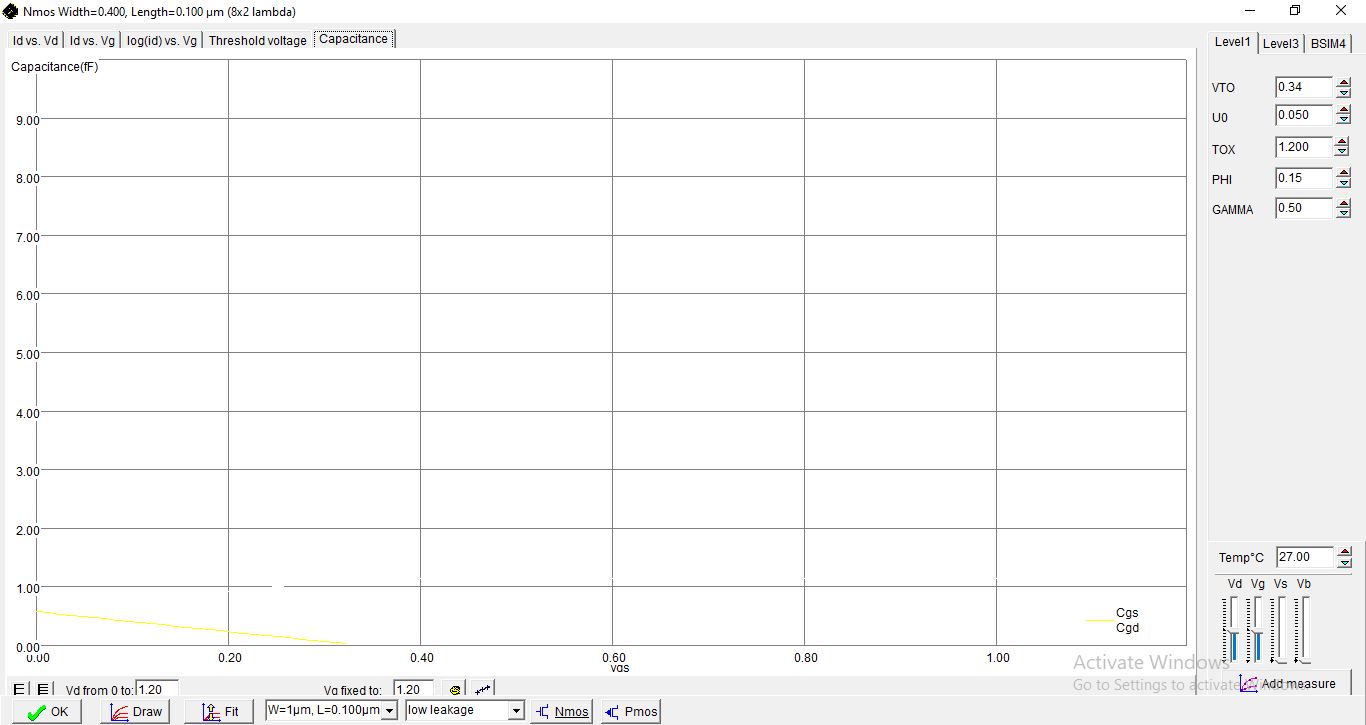 Nmos Width=0.400, Length=0.100 µm (8x2 lambda)
Id vs. Vd Id vs. Vg log(id) vs. Vg Threshold voltage Capacitance
Level1 Level3 BSIM4
Capacitance(fF)
VTO 0.34
U0 0.050
TOX 1.200
PHI 0.15
GAMMA 0.50
9.00
8.00
7.00
6.00
5.00
4.00
3.00
2.00
1.00
0.00
0.00 0.20 0.40 0.60 0.80 1.00
vgs
Cgs
Cgd
Temp°C 27.00
Vd Vg Vs Vb
Activate Windows
Go to Settings to activate Windows.
Add measure
Vd from 0 to: 1.20 Vg fixed to: 1.20
OK Draw Fit W=1µm, L=0.100µm low leakage Nmos Pmos